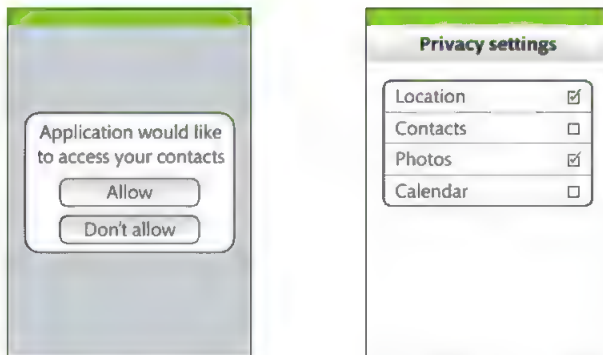 Application would like
to access your contacts
Allow
Don't allow
Privacy settings
Location
Contacts
Photos
Calendar